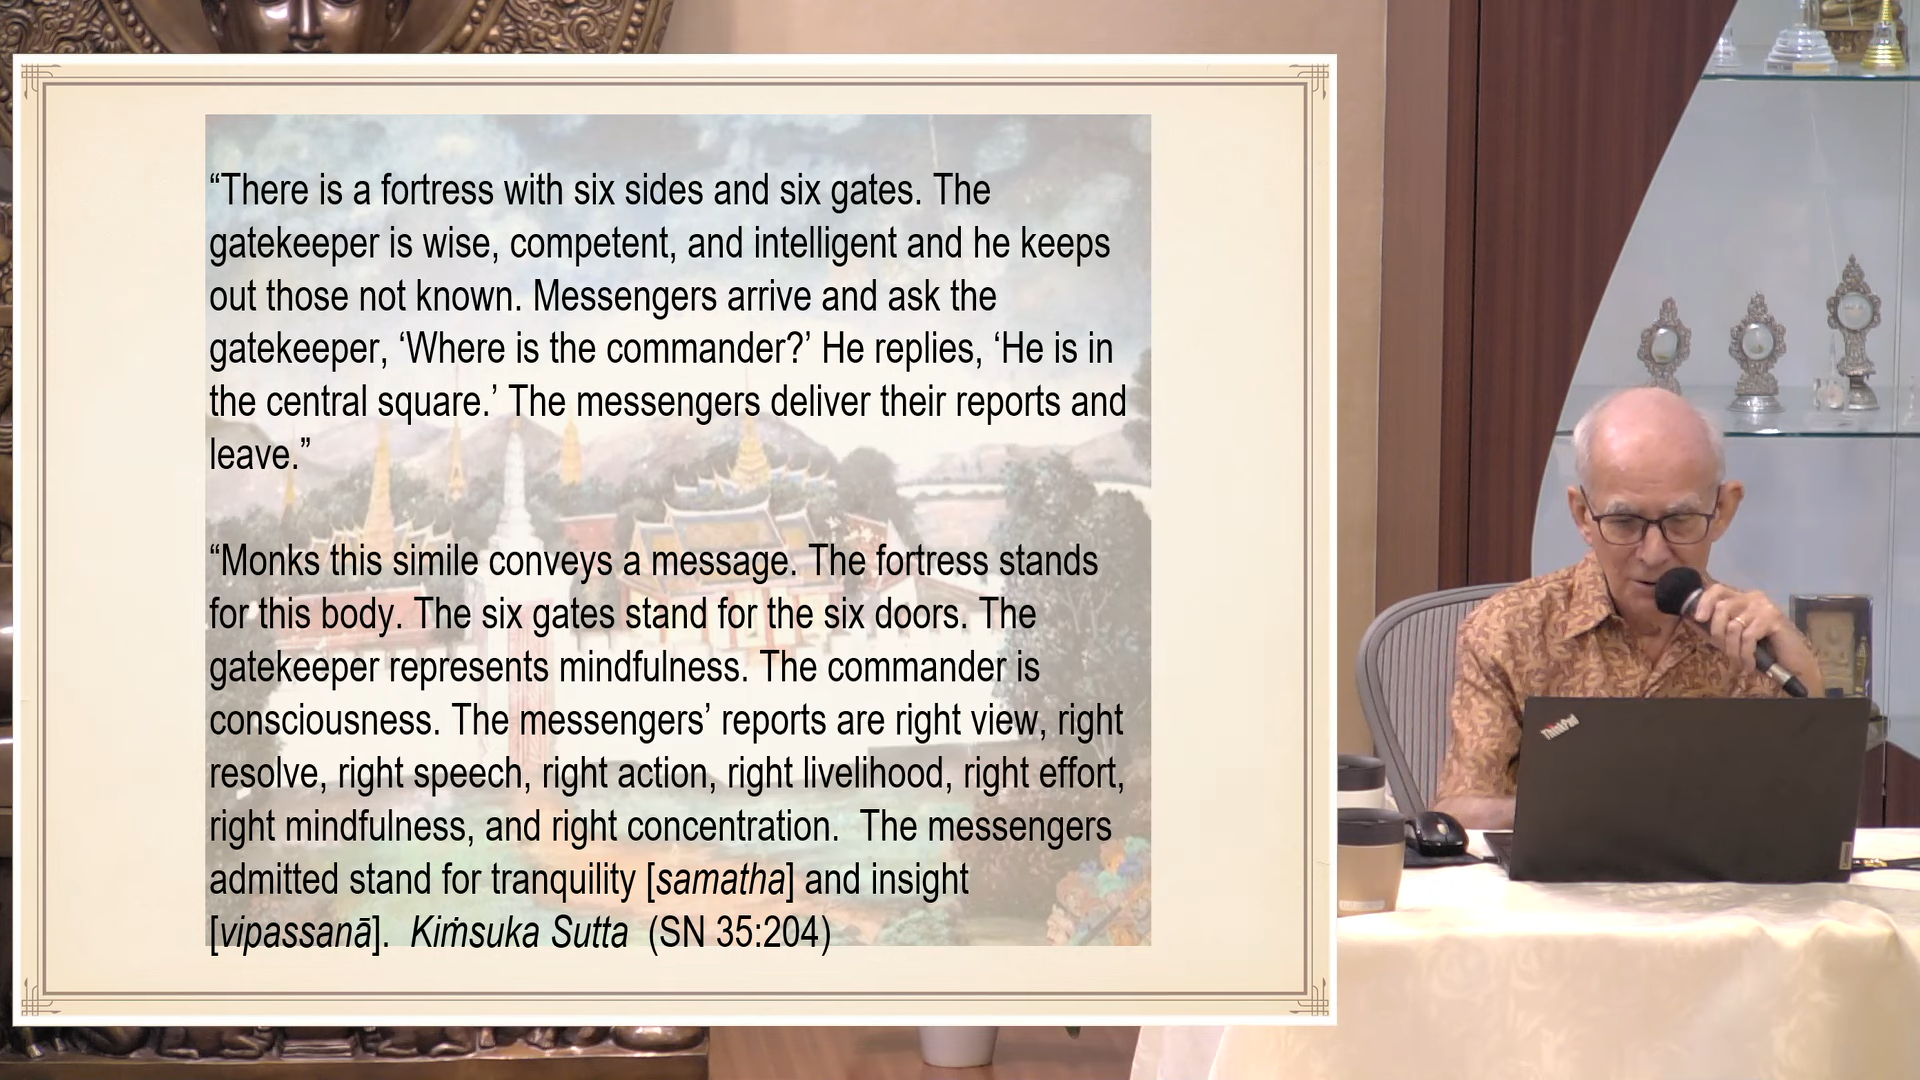 “There is a fortress with six sides and six gates. The
gatekeeper is wise, competent, and intelligent and he keeps
out those not known. Messengers arrive and ask the
gatekeeper, ‘Where is the commander?’ He replies, ‘He is in
the central square.’ The messengers deliver their reports and
leave.”
“Monks this simile conveys a message. The fortress stands
for this body. The six gates stand for the six doors. The
gatekeeper represents mindfulness. The commander is
consciousness. The messengers’ reports are right view, right
resolve, right speech, right action, right livelihood, right effort,
right mindfulness, and right concentration.  The messengers
admitted stand for tranquility [samatha] and insight
[vipassanā].  Kiṁsuka Sutta  (SN 35:204)
ThinkPad